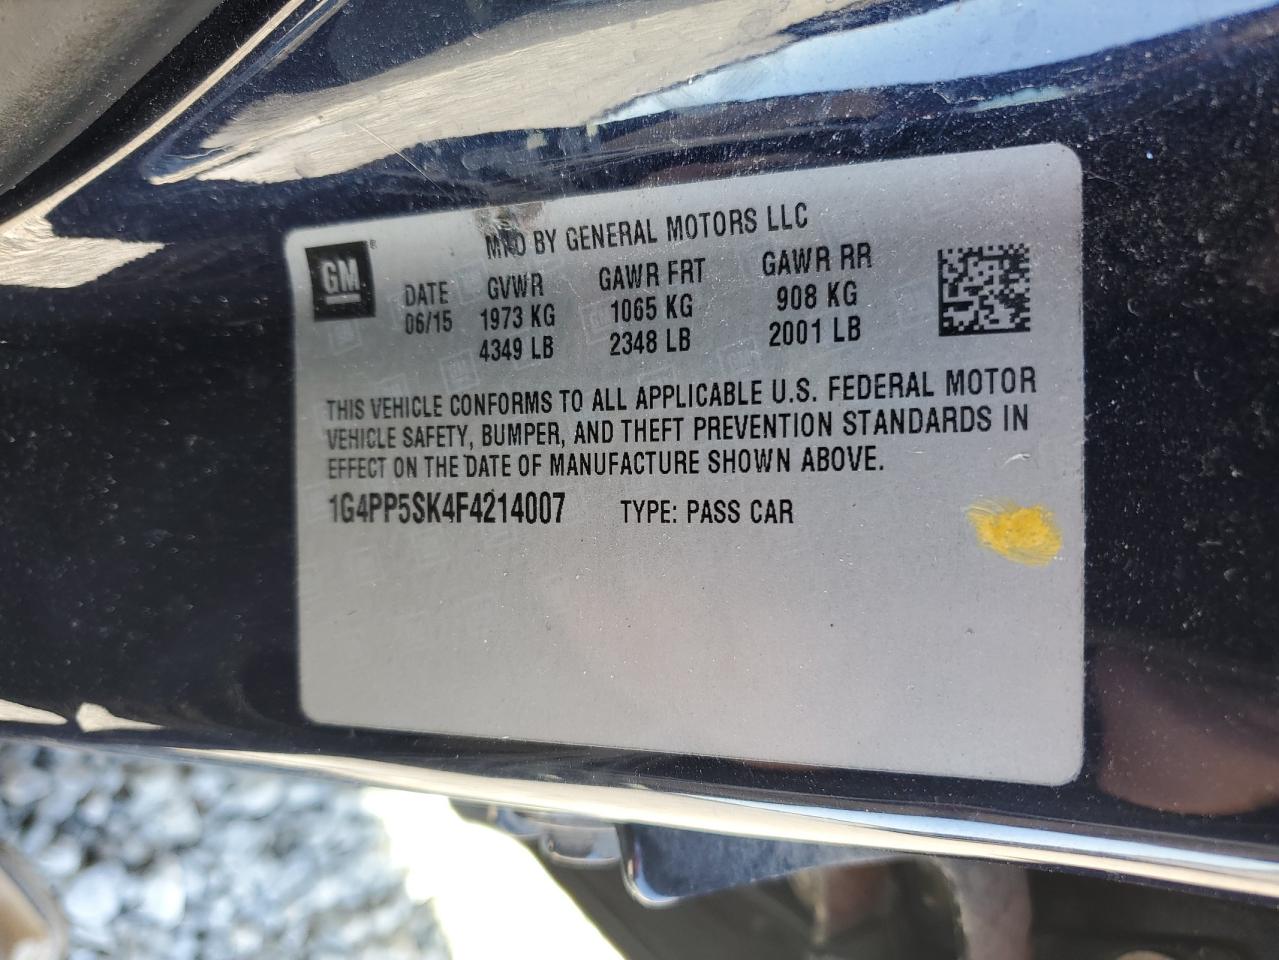 MFD BY GENERAL MOTORS LLC
GM
DATE GVWR GAWR FRT GAWR RR
06/15 1973 KG 1065 KG 908 KG
4349 LB 2348 LB 2001 LB
THIS VEHICLE CONFORMS TO ALL APPLICABLE U.S. FEDERAL MOTOR
VEHICLE SAFETY, BUMPER, AND THEFT PREVENTION STANDARDS IN
EFFECT ON THE DATE OF MANUFACTURE SHOWN ABOVE.
1G4PP5SK4F4214007 TYPE: PASS CAR